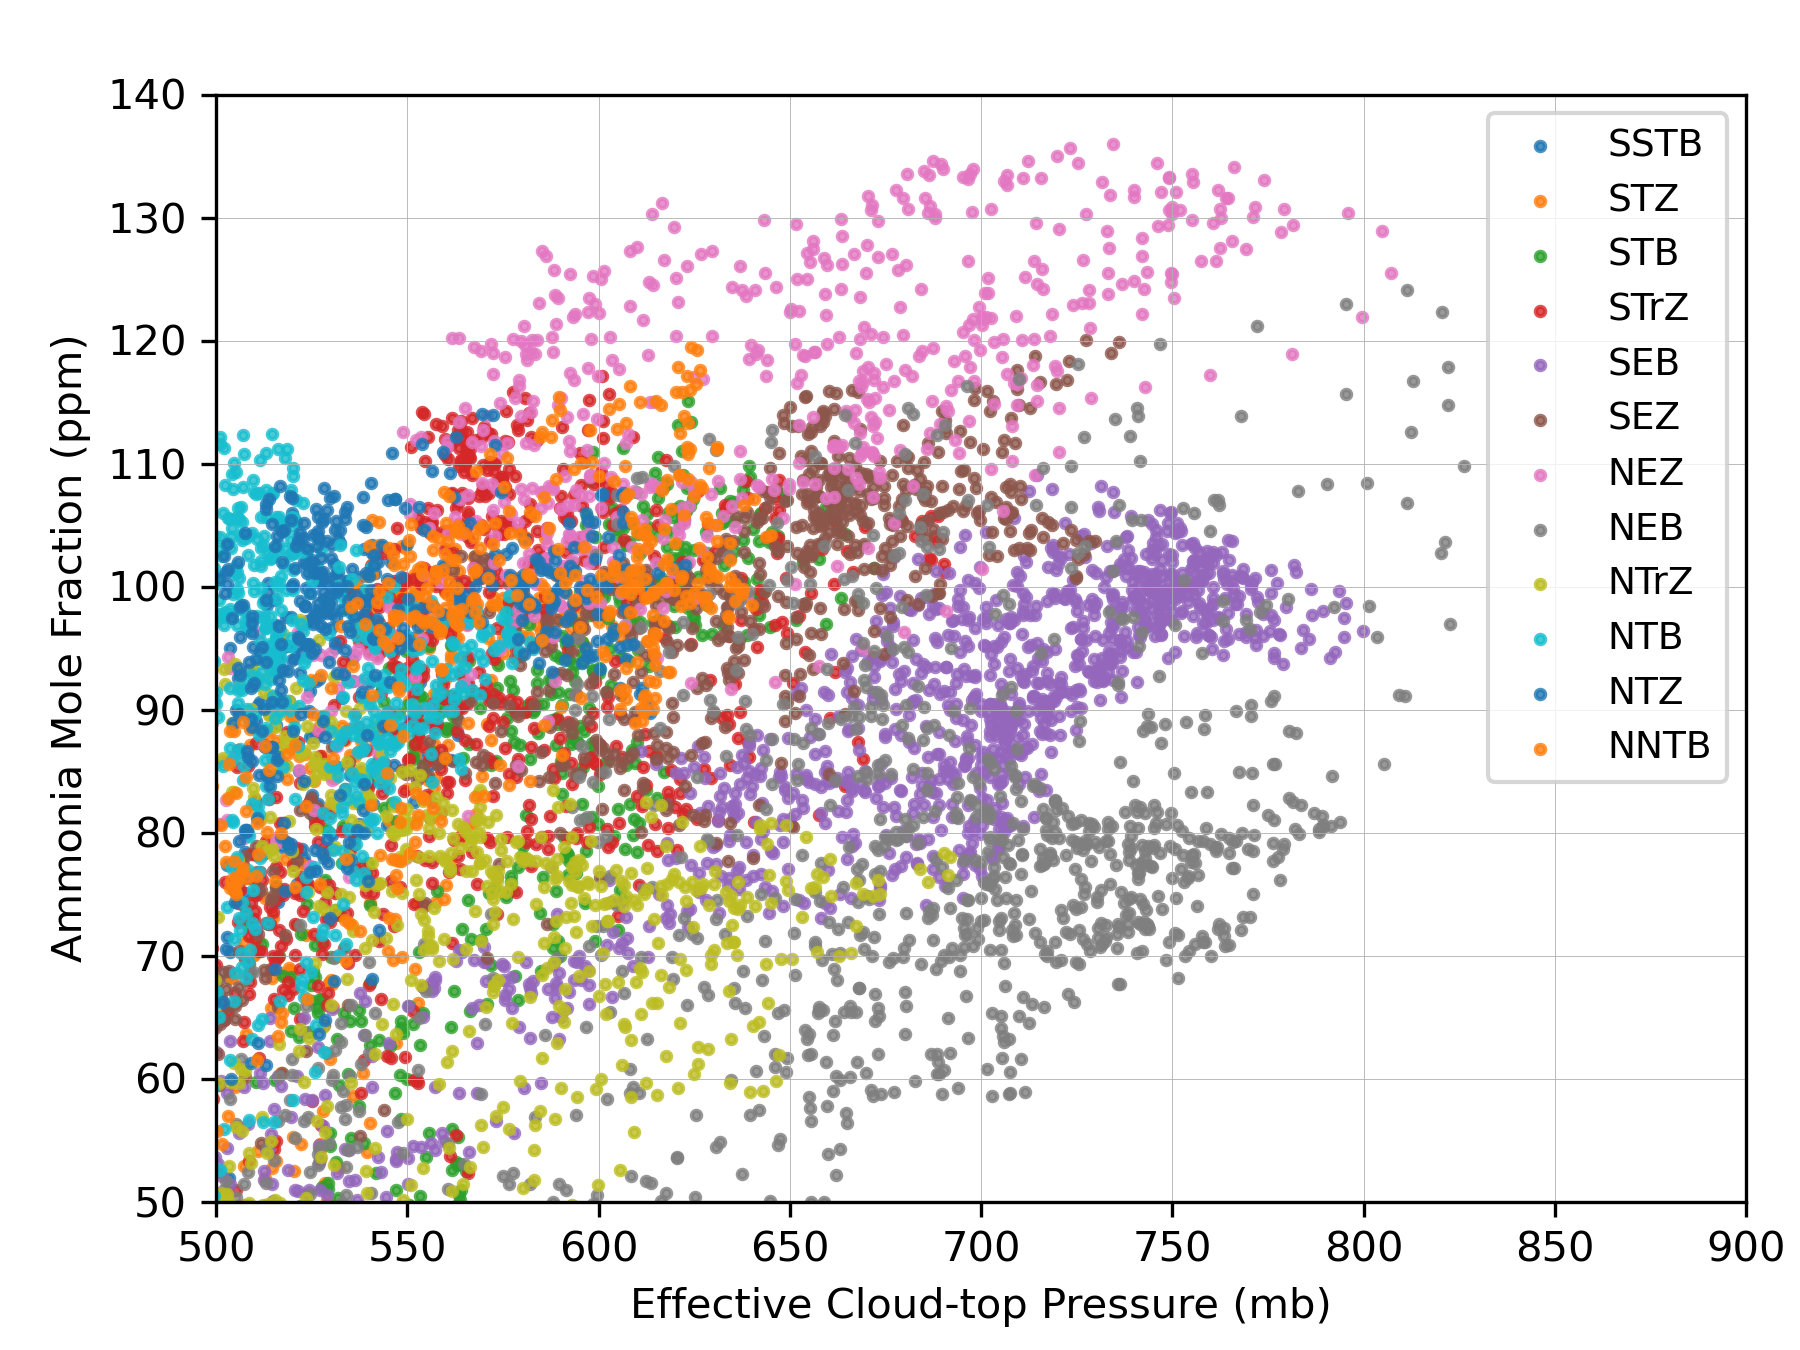 140
130
120
110
100
90
80
70
60
50
Ammonia Mole Fraction (ppm)
500 550 600 650 700 750 800 850 900
Effective Cloud-top Pressure (mb)
SSTB
STZ
STB
STrZ
SEB
SEZ
NEZ
NEB
NTrZ
NTB
NTZ
NNTB